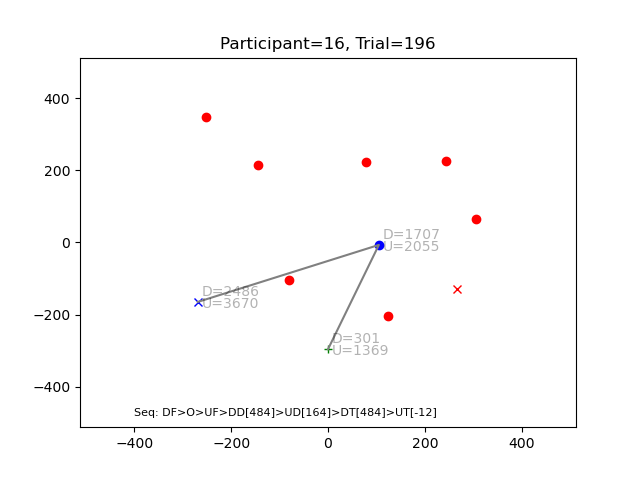 Participant=16, Trial=196
400
200
0
−200
−400
D=1707
U=2055
D=2486
U=3670
D=301
U=1369
Seq: DF>O>UF>DD[484]>UD[164]>DT[484]>UT[-12]
−400
−200
0
200
400